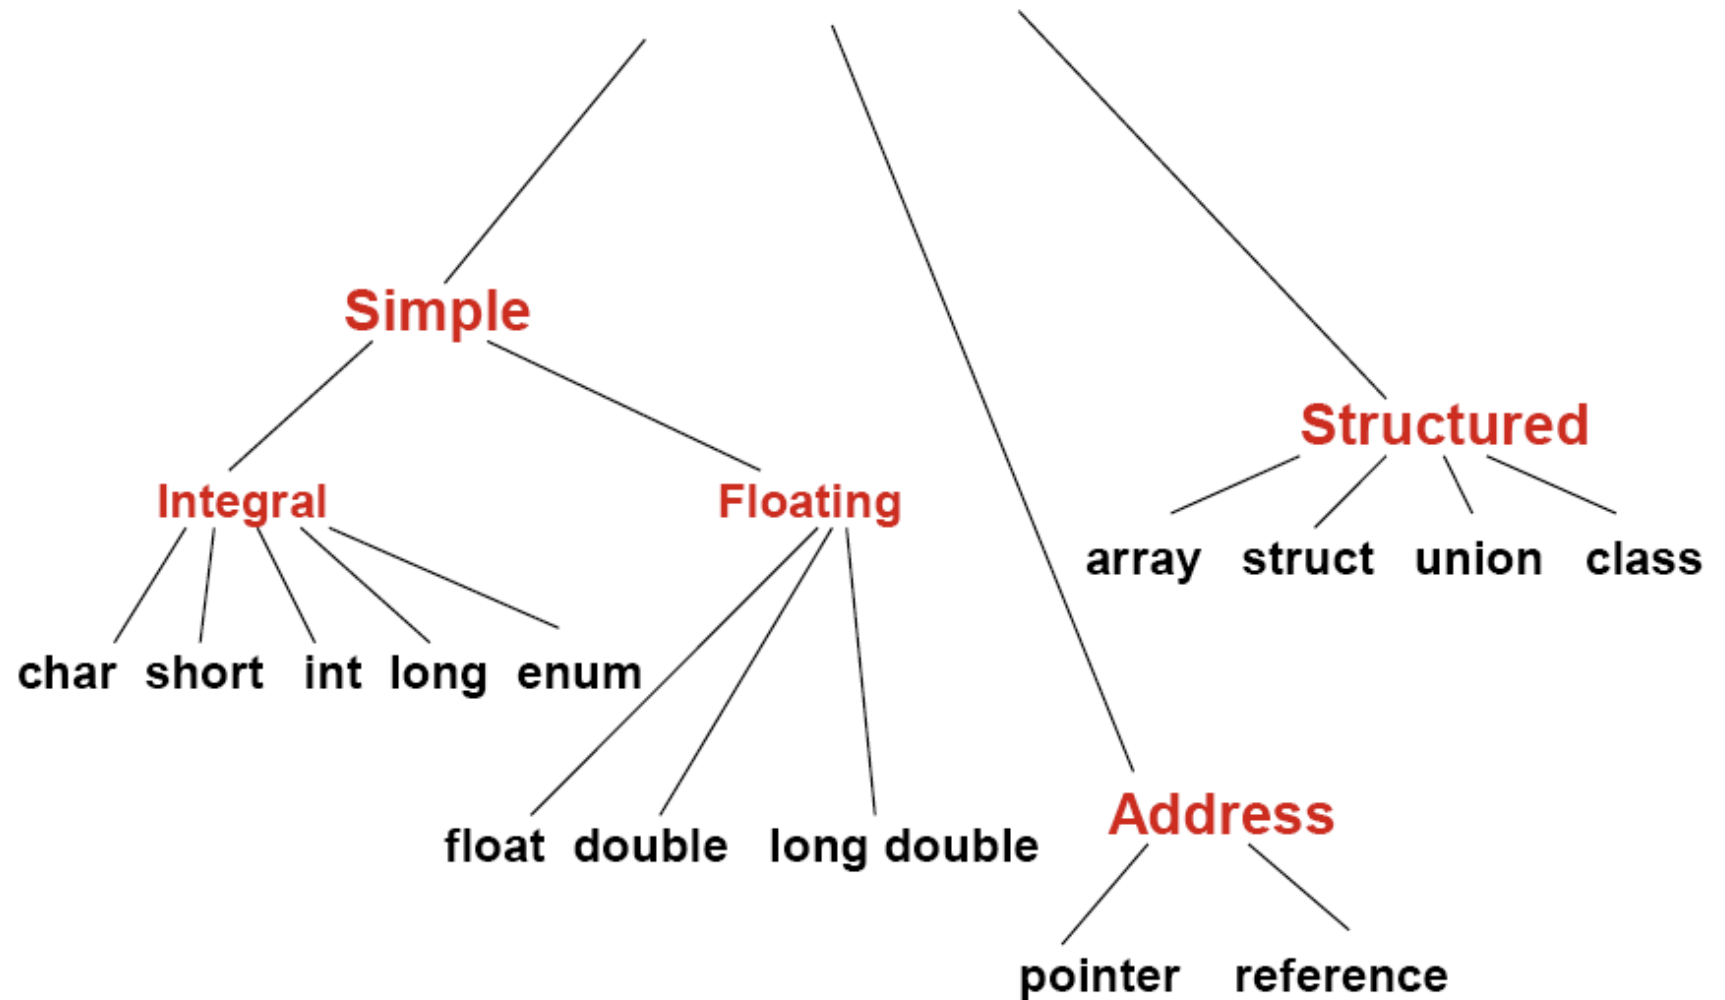 Simple
Structured
Integral
Floating
array struct union class
char short int long enum
Address
float double long double
pointer reference